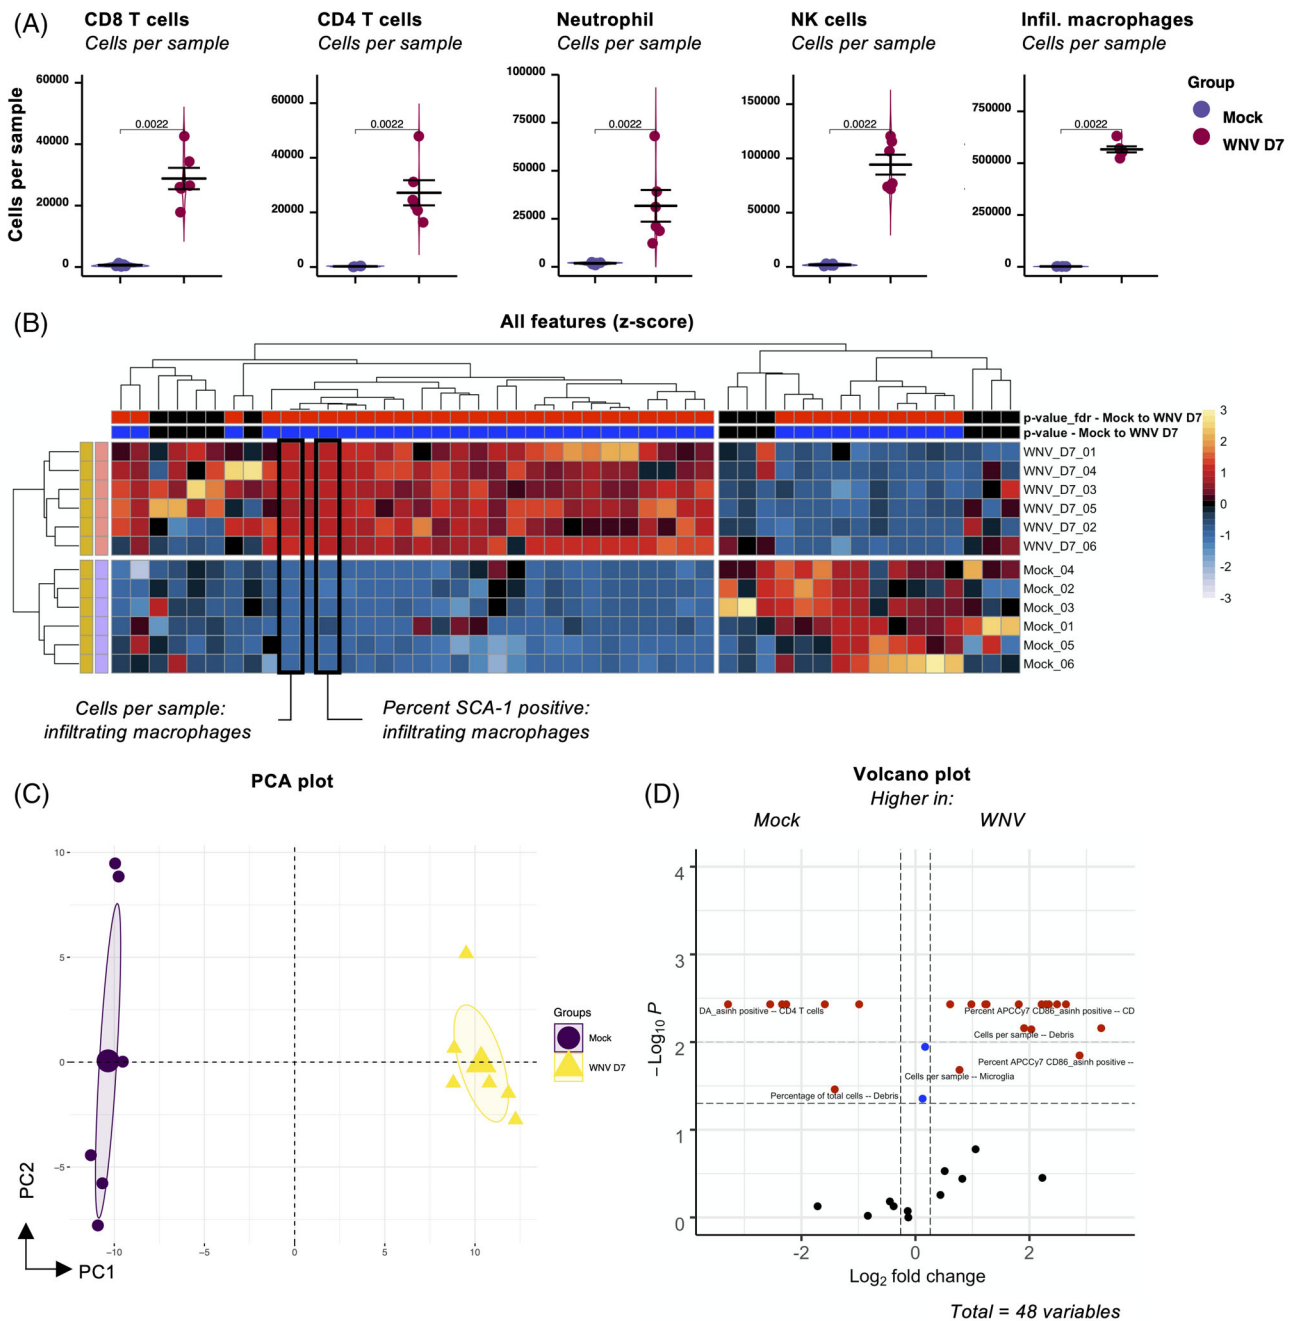 (A)
CD8 T cells
Cells per sample
CD4 T cells
Cells per sample
Neutrophil
Cells per sample
NK cells
Cells per sample
Infil. macrophages
Cells per sample
Cells per sample
60000
40000
20000
0
0.0022
60000
40000
20000
0
0.0022
100000
75000
50000
25000
0
0.0022
150000
100000
50000
0
0.0022
750000
500000
250000
0
0.0022
Group
Mock
WNV D7
(B)
All features (z-score)
p-value_fdr - Mock to WNV D7
p-value - Mock to WNV D7
WNV_D7_01
WNV_D7_04
WNV_D7_03
WNV_D7_05
WNV_D7_02
WNV_D7_06
Mock_04
Mock_02
Mock_03
Mock_01
Mock_05
Mock_06
3
2
1
0
-1
-2
-3
Cells per sample:
infiltrating macrophages
Percent SCA-1 positive:
infiltrating macrophages
(C)
PCA plot
10
5
0
−5
−10
−5
0
5
10
PC2
PC1
Groups
Mock
WNV D7
(D)
Volcano plot
Higher in:
Mock
WNV
4
3
2
1
0
−Log10 P
DA_asinh positive -- CD4 T cells
Percent APCCy7 CD86_asinh positive -- CD
Cells per sample -- Debris
Percent APCCy7 CD86_asinh positive --
Cells per sample -- Microglia
Percentage of total cells -- Debris
-2
0
2
Log2 fold change
Total = 48 variables